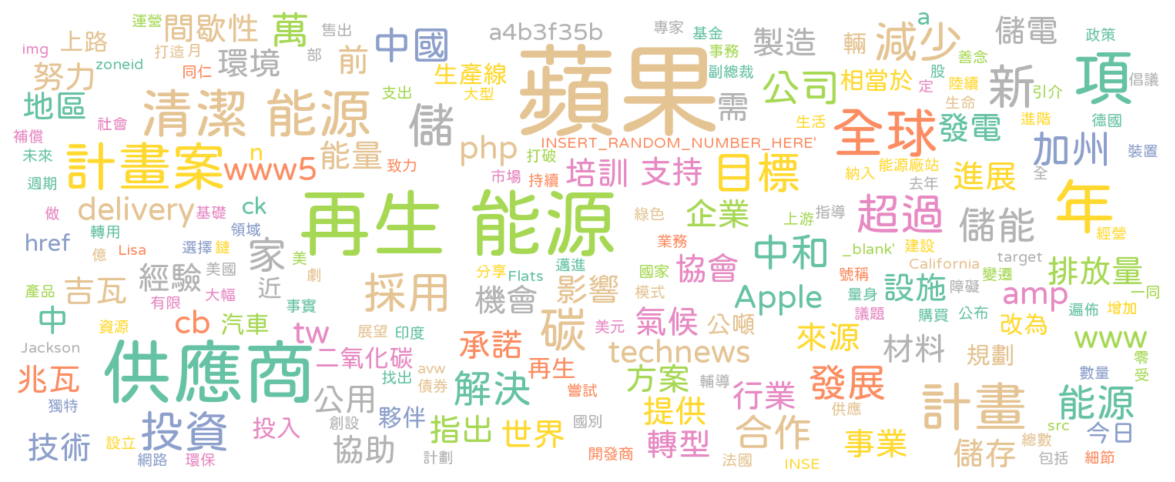 運營 售出 a4b3f35b 專家 基金 a 儲電 政策
img 上路 打造 月 間歇性 萬 中國 蘋果 事務 製造 輛 減少 善念 項
zoneid 同仁 部 環境 前 生產線 副總裁 相當於 股 陸續 新 倡議
努力 支出 大型 需 公司 定 引介
地區 清潔 能源 儲 生命
補償 社會 INSERT_RANDOM_NUMBER_HERE' 生活 全球 發電 進階 德國
未來 計畫案 n 能量 php 打破 能源廠站 加州 裝置
週期 www5 致力 市場 持續 培訓 支持 目標 納入 去年 進展 全
做 delivery 基礎 ck 再生 能源 綠色 企業 上游 指導 超過 儲能 年
href 轉用 領域 業務 中和 _blank' 建設 經營
億 Lisa 選擇 鏈 家 美 分享 Flats 邁進 國家 協會 號稱 California target
產品 吉瓦 經驗 美國 近 劇 採用 機會 影響 模式 Apple 量身 設施 障礙 變遷 排放量 一同
有限 大幅 事實 議題 購買 公布 amp 遍佈 增加
中 資源 cb 汽車 tw 展望 印度 碳 美元 氣候 公噸 來源 改為 www
Jackson 二氧化碳 承諾 technews 材料 規劃 零
兆瓦 供應商 找出 avw 債券 再生 嘗試 方案 輔導 行業 發展 數量 受
獨特 公用 解決 供應 計畫 能源
投資 創設 夥伴 提供 src 今日
技術 設立 投入 協助 指出 世界 國別 轉型 合作 事業 總數
網路 環保 計劃 開發商 法國 INSE 儲存 包括 細節